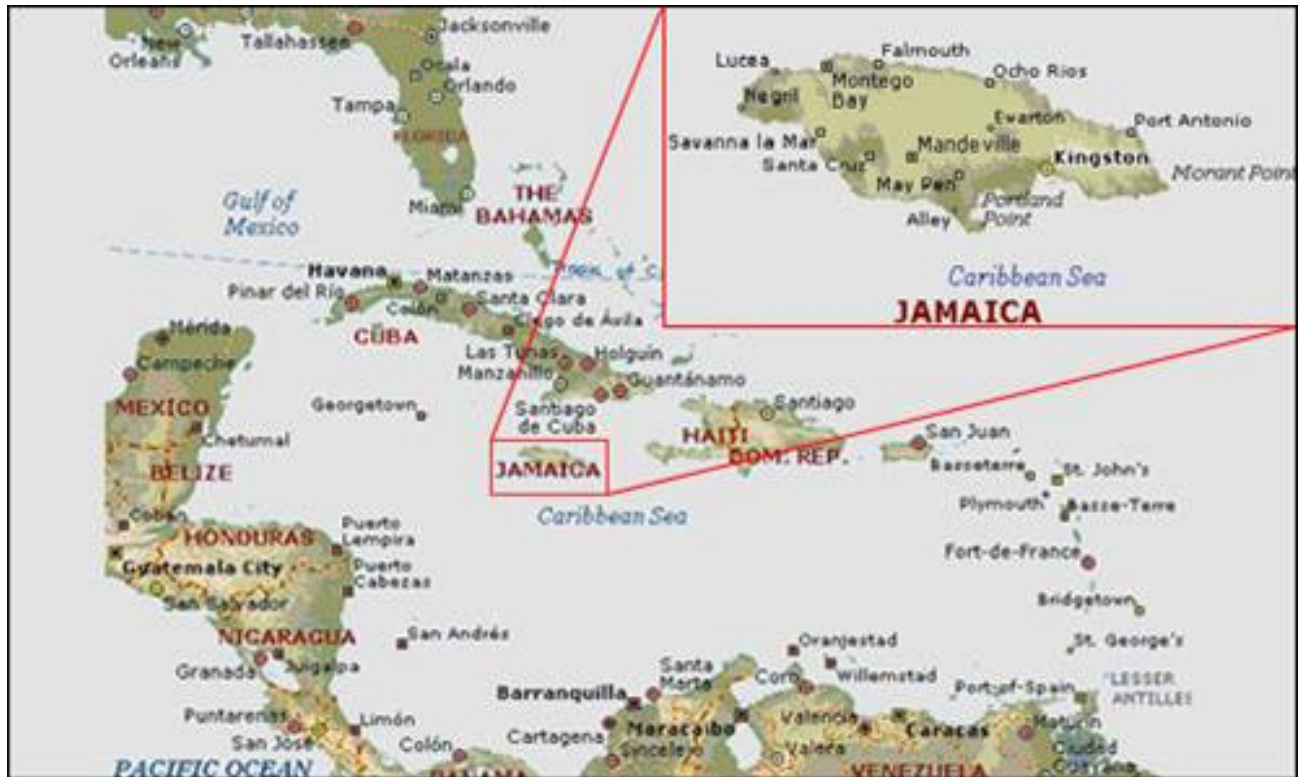 New
Orleans
Tallahassee
Jacksonville
Ocala
Orlando
Tampa
FLORIDA
Miami
Gulf of
Mexico
THE
BAHAMAS
Lucea
Falmouth
Montego
Bay
Ocho Rios
Negril
Ewarton
Port Antonio
Savanna la Mar
Mandeville
Santa Cruz
Kingston
Morant Point
May Pen
Portland
Point
Alley
Caribbean Sea
JAMAICA
Havana
Matanzas
Pinar del Río
Colón
Santa Clara
CUBA
Ciego de Ávila
Mérida
Las Tunas
Holguín
Campeche
Manzanillo
Guantánamo
MEXICO
Georgetown
Santiago
de Cuba
Santiago
Chetumal
HAITI
San Juan
BELIZE
JAMAICA
DOM. REP.
Basseterre
St. John's
Plymouth
Basse-Terre
Caribbean Sea
Cobán
HONDURAS
Puerto
Lempira
Fort-de-France
Guatemala City
Puerto
Cabezas
San Salvador
Bridgetown
NICARAGUA
San Andrés
Oranjestad
St. George's
Granada
Juigalpa
Santa
Marta
Coro
Willemstad
Barranquilla
Port-of-Spain
LESSER
ANTILLES
Puntarenas
Limón
Cartagena
Maracaibo
Valencia
Caracas
Maturín
San José
Colón
Sincelejo
Valera
Ciudad
Guayana
PACIFIC OCEAN
PANAMA
VENEZUELA